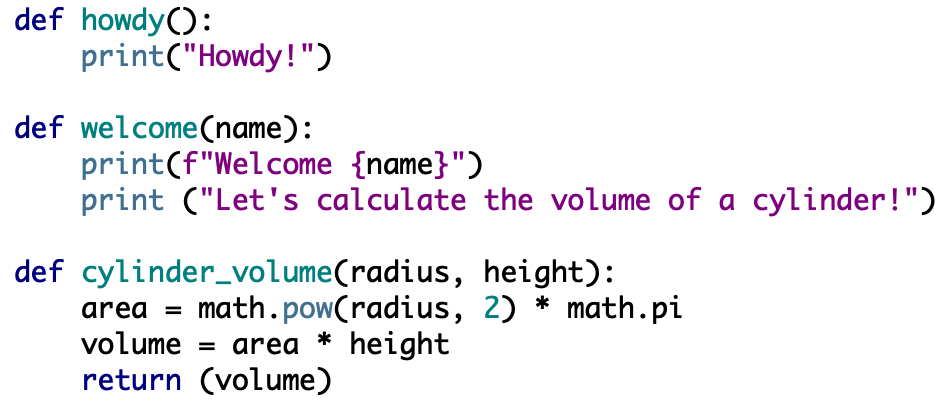 def howdy():
    print("Howdy!")

def welcome(name):
    print(f"Welcome {name}")
    print ("Let's calculate the volume of a cylinder!")

def cylinder_volume(radius, height):
    area = math.pow(radius, 2) * math.pi
    volume = area * height
    return (volume)